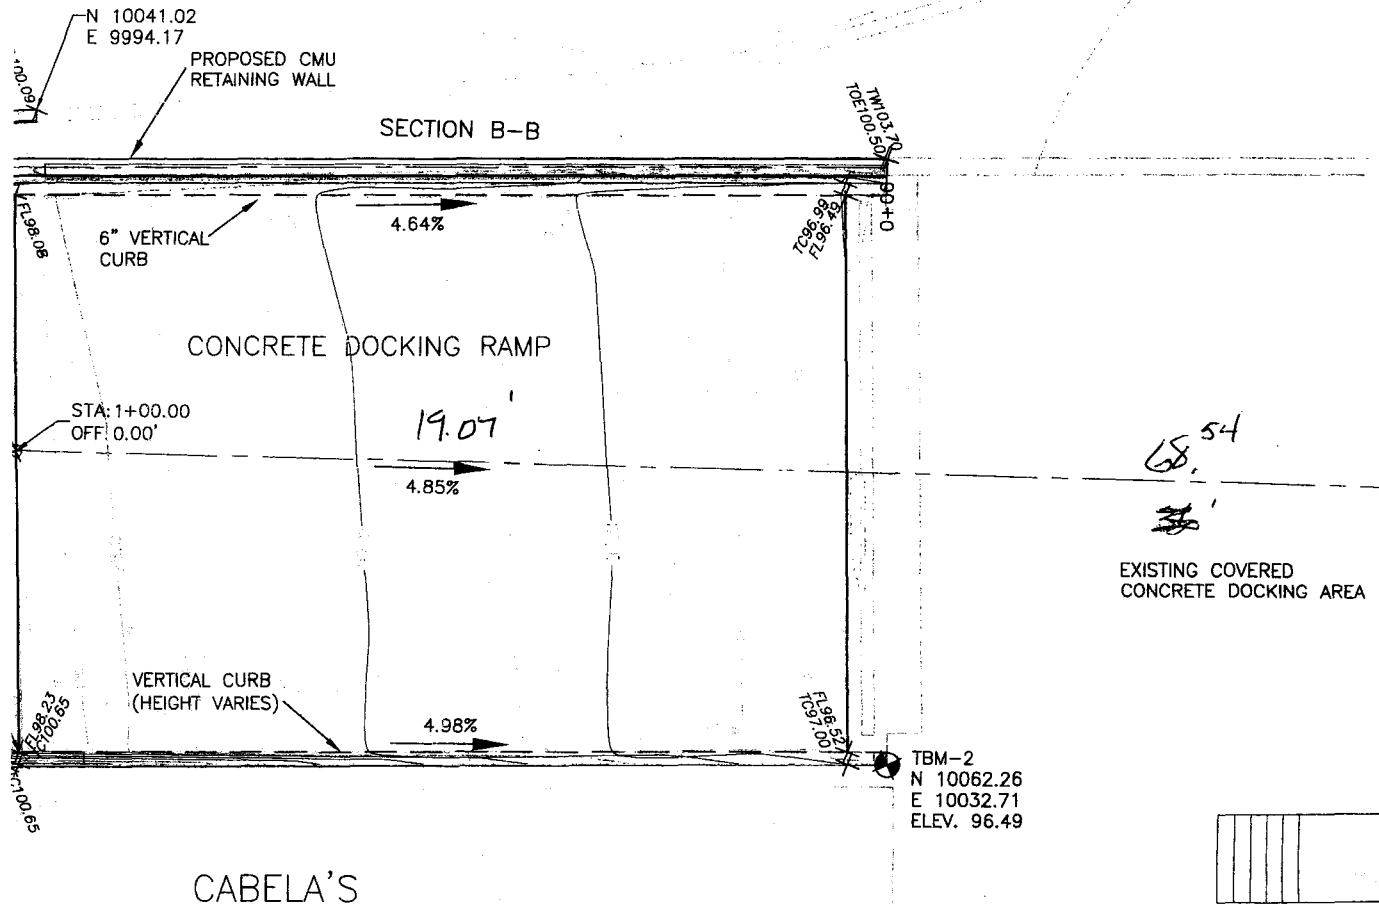 N 10041.02
E 9994.17
PROPOSED CMU
RETAINING WALL
100.09
SECTION B-B
TW103.70
TOE100.50
0+06
FL98.08
6" VERTICAL
CURB
4.64%
TC96.99
FL96.49
CONCRETE DOCKING RAMP
STA: 1+00.00
OFF: 0.00'
19.07'
4.85%
68.54
EXISTING COVERED
CONCRETE DOCKING AREA
VERTICAL CURB
(HEIGHT VARIES)
FL98.23
TC100.65
4.98%
FL96.52
TC97.00
TC100.65
TBM-2
N 10062.26
E 10032.71
ELEV. 96.49
CABELA'S